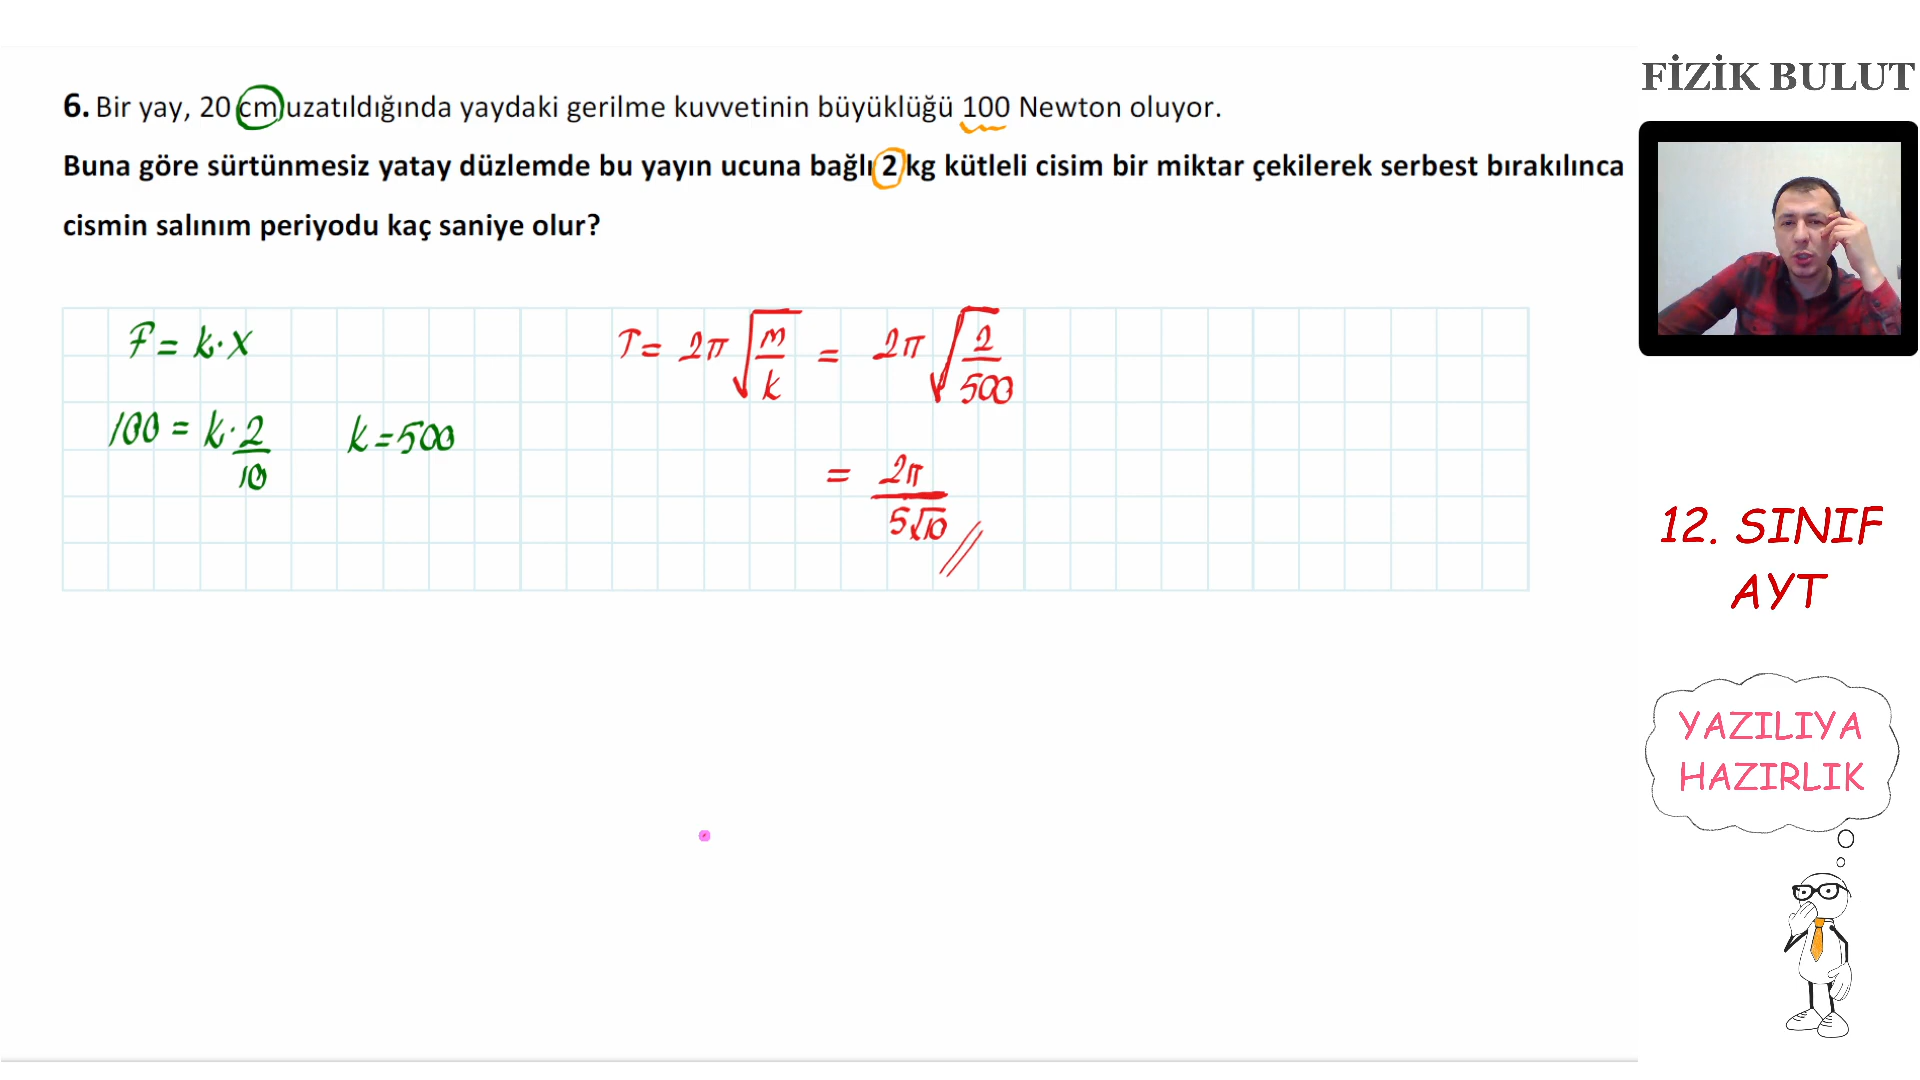 6. Bir yay, 20 cm uzatıldığında yaydaki gerilme kuvvetinin büyüklüğü 100 Newton oluyor.
Buna göre sürtünmesiz yatay düzlemde bu yayın ucuna bağlı 2 kg kütleli cisim bir miktar çekilerek serbest bırakılınca
cismin salınım periyodu kaç saniye olur?
F = k·x
100 = k·2/10 k = 500
T = 2π√(m/k) = 2π√(2/500)
= 2π/5√10 //
FİZİK BULUT
12. SINIF
AYT
YAZILIYA
HAZIRLIK